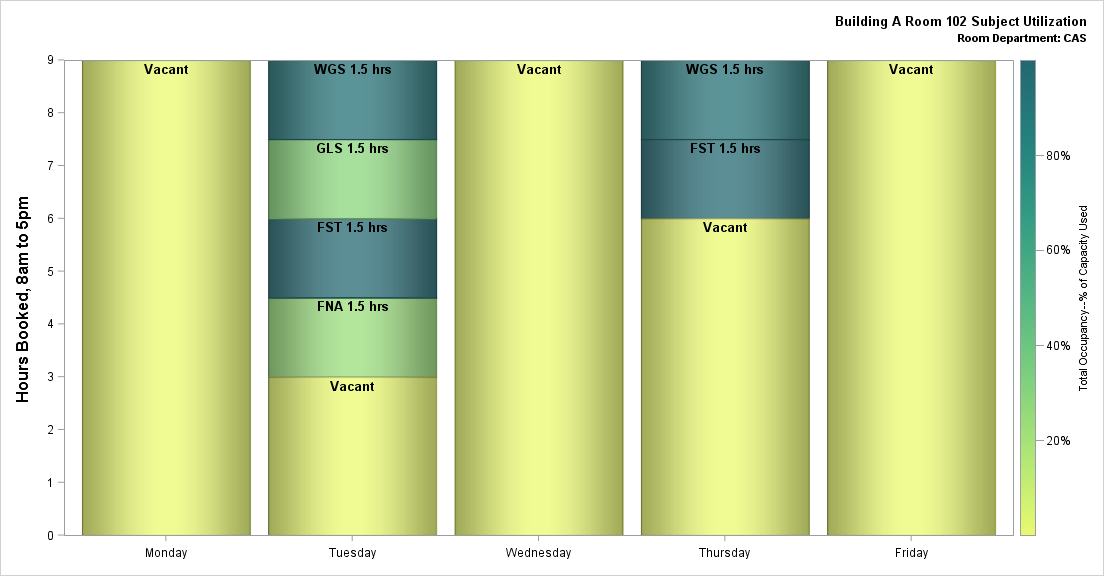 Building A Room 102 Subject Utilization
Room Department: CAS
Hours Booked, 8am to 5pm
9
8
7
6
5
4
3
2
1
0
Vacant
WGS 1.5 hrs
GLS 1.5 hrs
FST 1.5 hrs
FNA 1.5 hrs
Vacant
Vacant
WGS 1.5 hrs
FST 1.5 hrs
Vacant
Vacant
Monday
Tuesday
Wednesday
Thursday
Friday
80%
60%
40%
20%
Total Occupancy--% of Capacity Used